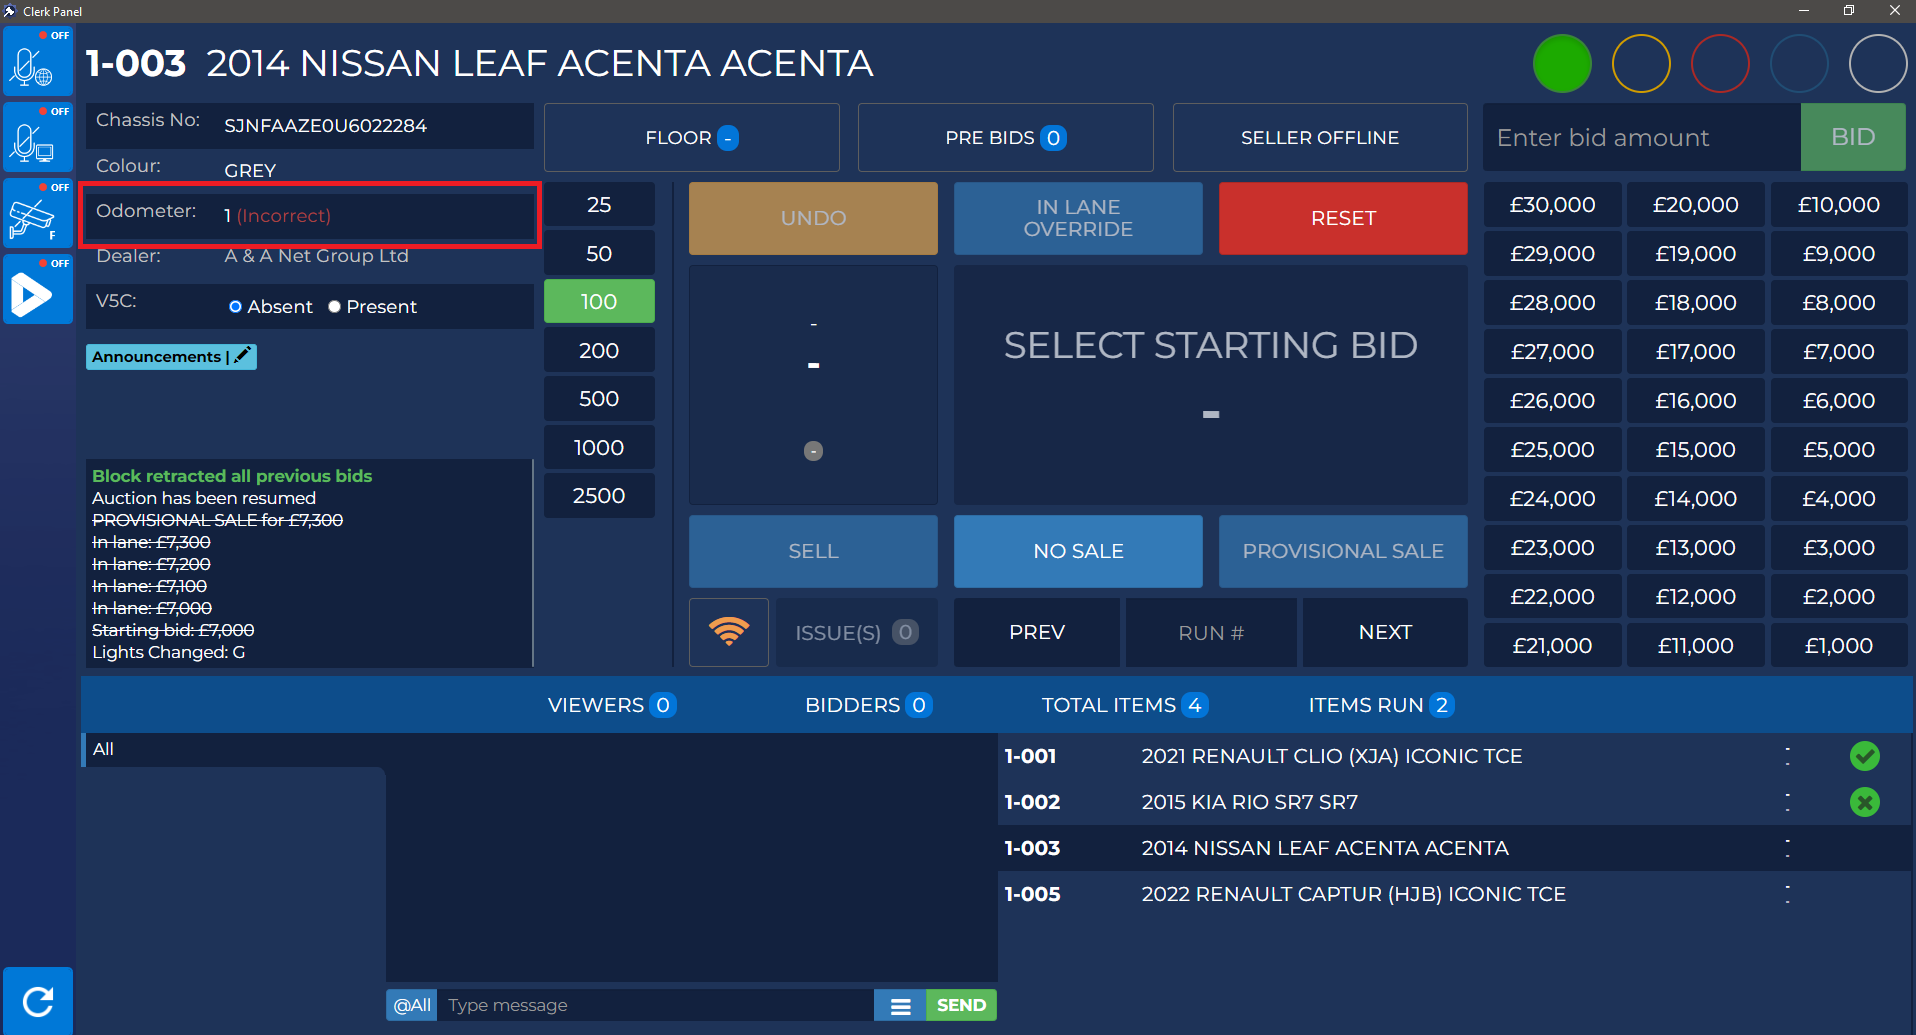 Clerk Panel
OFF
OFF
OFF
F
OFF
1-003 2014 NISSAN LEAF ACENTA ACENTA
Chassis No: SJNFAAZE0U6022284
Colour: GREY
Odometer: 1 (Incorrect)
Dealer: A & A Net Group Ltd
V5C: Absent Present
Announcements |
Block retracted all previous bids
Auction has been resumed
PROVISIONAL SALE for £7,300
In lane: £7,300
In lane: £7,200
In lane: £7,100
In lane: £7,000
Starting bid: £7,000
Lights Changed: G
FLOOR -
PRE BIDS 0
SELLER OFFLINE
Enter bid amount
BID
25
50
100
200
500
1000
2500
UNDO
IN LANE
OVERRIDE
RESET
-
-
-
SELECT STARTING BID
-
SELL
NO SALE
PROVISIONAL SALE
ISSUE(S) 0
PREV
RUN #
NEXT
£30,000 £20,000 £10,000
£29,000 £19,000 £9,000
£28,000 £18,000 £8,000
£27,000 £17,000 £7,000
£26,000 £16,000 £6,000
£25,000 £15,000 £5,000
£24,000 £14,000 £4,000
£23,000 £13,000 £3,000
£22,000 £12,000 £2,000
£21,000 £11,000 £1,000
VIEWERS 0 BIDDERS 0 TOTAL ITEMS 4 ITEMS RUN 2
All
1-001 2021 RENAULT CLIO (XJA) ICONIC TCE - -
1-002 2015 KIA RIO SR7 SR7 - -
1-003 2014 NISSAN LEAF ACENTA ACENTA - -
1-005 2022 RENAULT CAPTUR (HJB) ICONIC TCE - -
@All Type message SEND